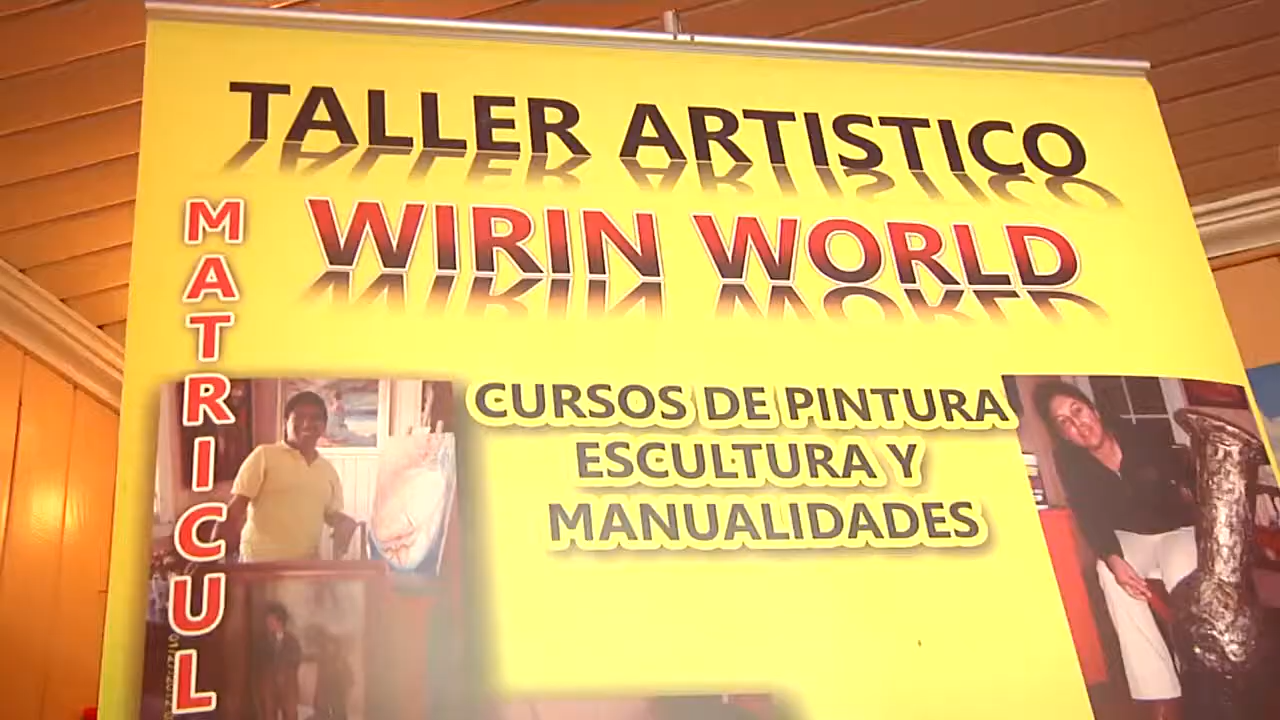 TALLER ARTISTICO
WIRIN WORLD
MATRICUL
CURSOS DE PINTURA
ESCULTURA Y
MANUALIDADES